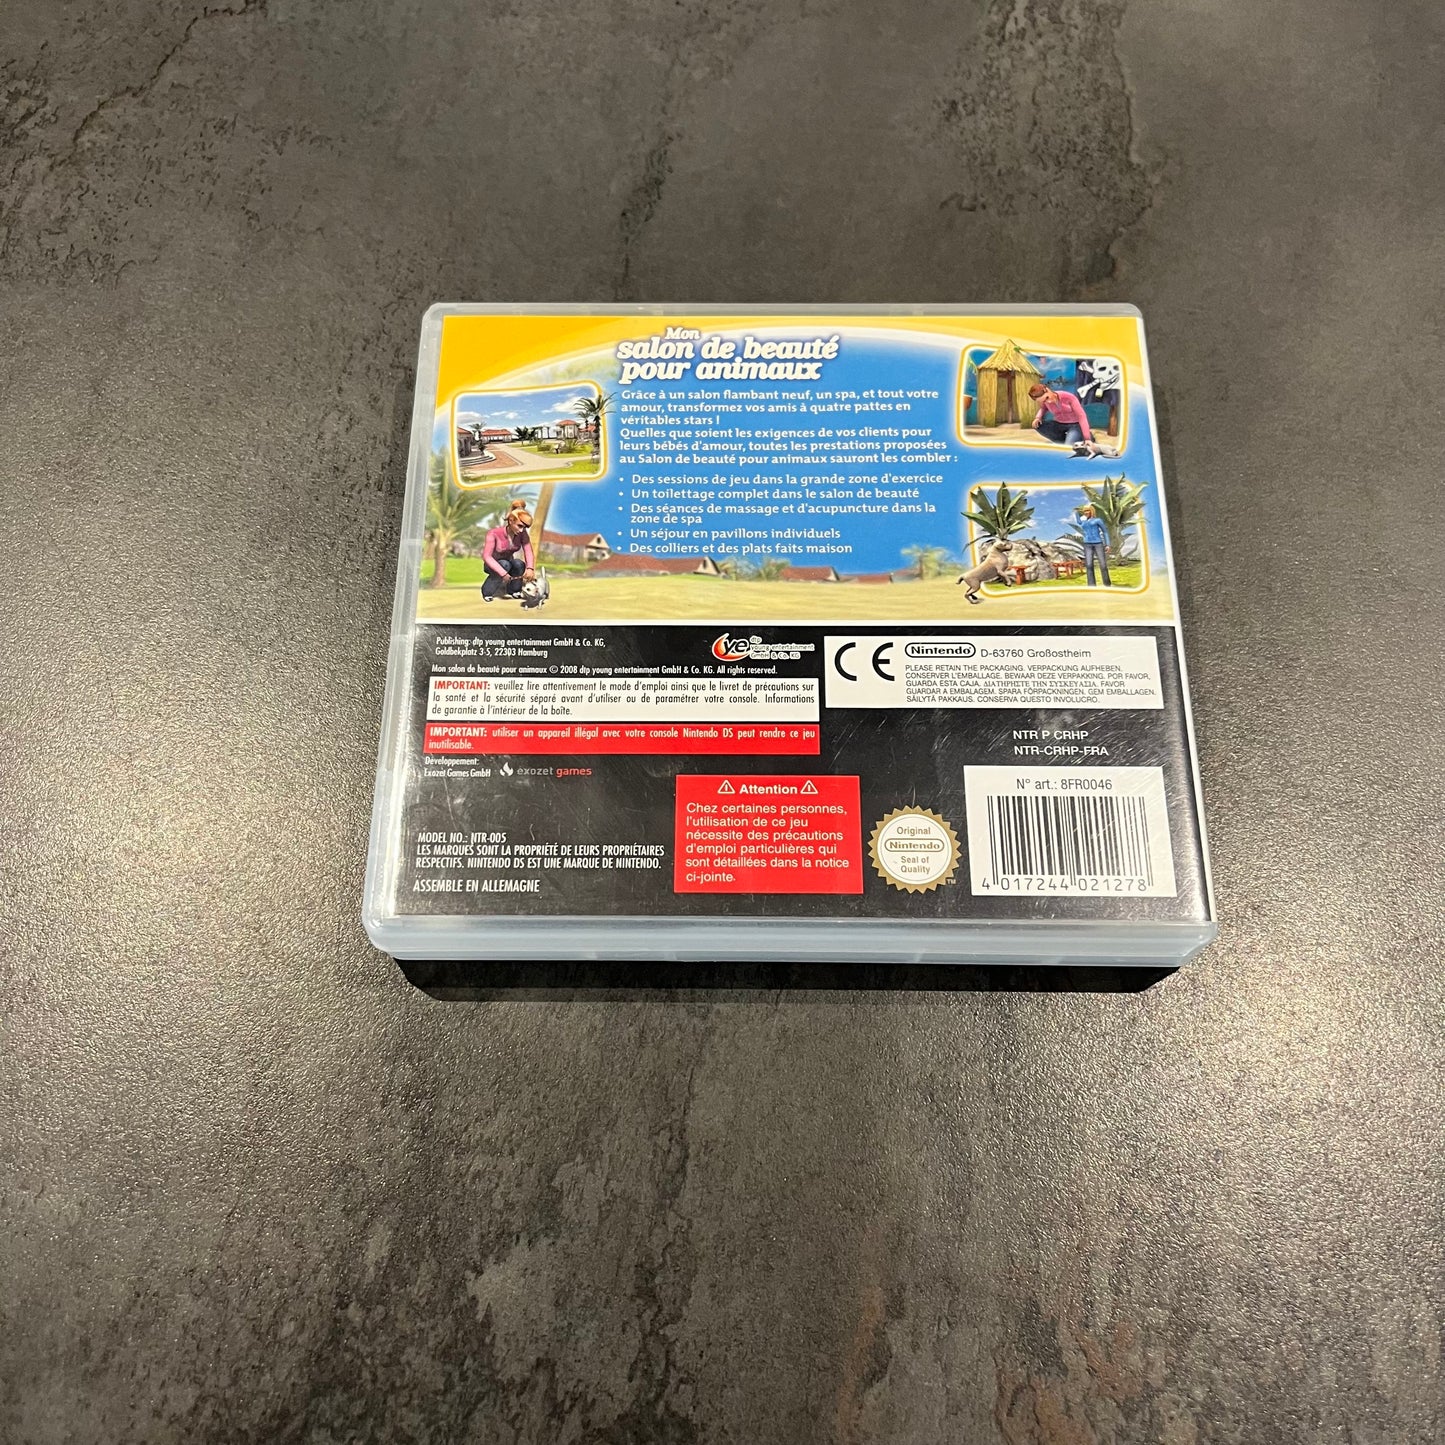 Mon
salon de beauté
pour animaux
Grâce à un salon flambant neuf, un spa, et tout votre
amour, transformez vos amis à quatre pattes en
véritables stars !
Quelles que soient les exigences de vos clients pour
leurs bébés d'amour, toutes les prestations proposées
au Salon de beauté pour animaux sauront les combler :
• Des sessions de jeu dans la grande zone d'exercice
• Un toilettage complet dans le salon de beauté
• Des séances de massage et d'acupuncture dans la
zone de spa
• Un séjour en pavillons individuels
• Des colliers et des plats faits maison
Publishing: dtp young entertainment GmbH & Co. KG,
Goldbekplatz 3-5, 22303 Hamburg
Mon salon de beauté pour animaux © 2008 dtp young entertainment GmbH & Co. KG. All rights reserved.
ye
dtp
young entertainment
GmbH & Co. KG
IMPORTANT: veuillez lire attentivement le mode d'emploi ainsi que le livret de précautions sur
la santé et la sécurité séparé avant d'utiliser ou de paramétrer votre console. Informations
de garantie à l'intérieur de la boîte.
IMPORTANT: utiliser un appareil illégal avec votre console Nintendo DS peut rendre ce jeu
inutilisable.
Développement:
Exozet Games GmbH
exozet games
CE
Nintendo D-63760 Großostheim
PLEASE RETAIN THE PACKAGING. VERPACKUNG AUFHEBEN.
CONSERVER L'EMBALLAGE. BEWAAR DEZE VERPAKKING. POR FAVOR,
GUARDA ESTA CAJA. ΔΙΑΤΗΡΗΣΤΕ ΤΗΝ ΣΥΣΚΕΥΑΣΙΑ. FAVOR
GUARDAR A EMBALAGEM. SPARA FÖRPACKNINGEN. GEM EMBALLAGEN.
SÄILYTÄ PAKKAUS. CONSERVA QUESTO INVOLUCRO.
NTR P CRHP
NTR-CRHP-FRA
MODEL NO.: NTR-005
LES MARQUES SONT LA PROPRIÉTÉ DE LEURS PROPRIÉTAIRES
RESPECTIFS. NINTENDO DS EST UNE MARQUE DE NINTENDO.
ASSEMBLE EN ALLEMAGNE
⚠ Attention ⚠
Chez certaines personnes,
l'utilisation de ce jeu
nécessite des précautions
d'emploi particulières qui
sont détaillées dans la notice
ci-jointe.
Original
Nintendo
Seal of
Quality
TM
N° art.: 8FR0046
4 017244 021278